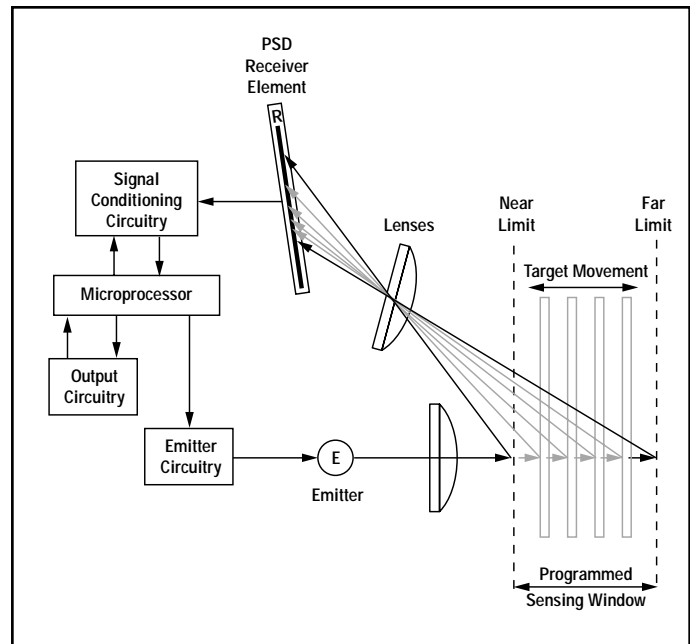 PSD
Receiver
Element
R
Signal
Conditioning
Circuitry
Lenses
Near
Limit
Far
Limit
Target Movement
Microprocessor
Output
Circuitry
Emitter
Circuitry
E
Emitter
Programmed
Sensing Window